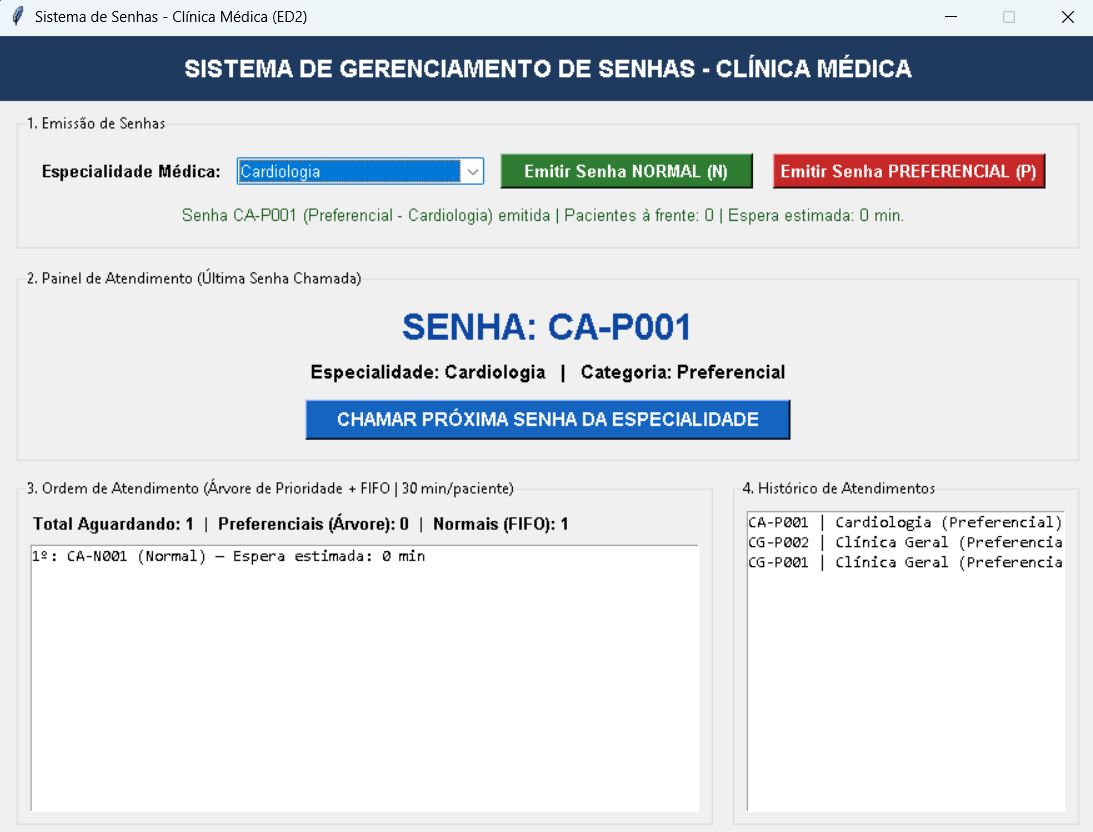 Sistema de Senhas - Clínica Médica (ED2)
SISTEMA DE GERENCIAMENTO DE SENHAS - CLÍNICA MÉDICA
1. Emissão de Senhas
Especialidade Médica: Cardiologia Emitir Senha NORMAL (N) Emitir Senha PREFERENCIAL (P)
Senha CA-P001 (Preferencial - Cardiologia) emitida | Pacientes à frente: 0 | Espera estimada: 0 min.
2. Painel de Atendimento (Última Senha Chamada)
SENHA: CA-P001
Especialidade: Cardiologia | Categoria: Preferencial
CHAMAR PRÓXIMA SENHA DA ESPECIALIDADE
3. Ordem de Atendimento (Árvore de Prioridade + FIFO | 30 min/paciente)
Total Aguardando: 1 | Preferenciais (Árvore): 0 | Normais (FIFO): 1
1º: CA-N001 (Normal) — Espera estimada: 0 min
4. Histórico de Atendimentos
CA-P001 | Cardiologia (Preferencial)
CG-P002 | Clínica Geral (Preferencia
CG-P001 | Clínica Geral (Preferencia